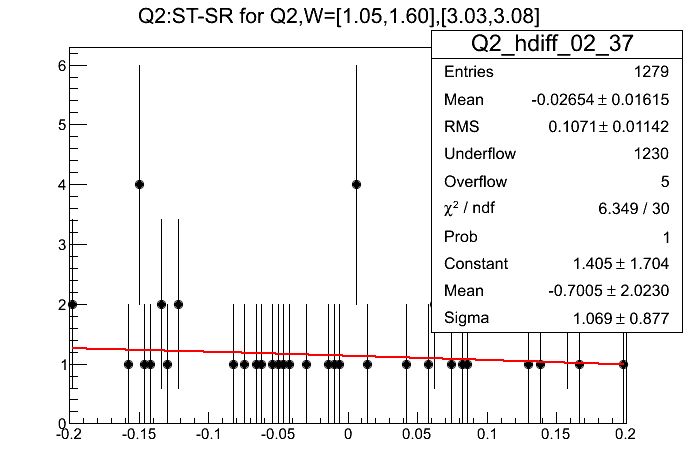 Q2:ST-SR for Q2,W=[1.05,1.60],[3.03,3.08]
Q2_hdiff_02_37
Entries 1279
Mean -0.02654 ± 0.01615
RMS 0.1071 ± 0.01142
Underflow 1230
Overflow 5
χ² / ndf 6.349 / 30
Prob 1
Constant 1.405 ± 1.704
Mean -0.7005 ± 2.0230
Sigma 1.069 ± 0.877
6
5
4
3
2
1
0
-0.2 -0.15 -0.1 -0.05 0 0.05 0.1 0.15 0.2